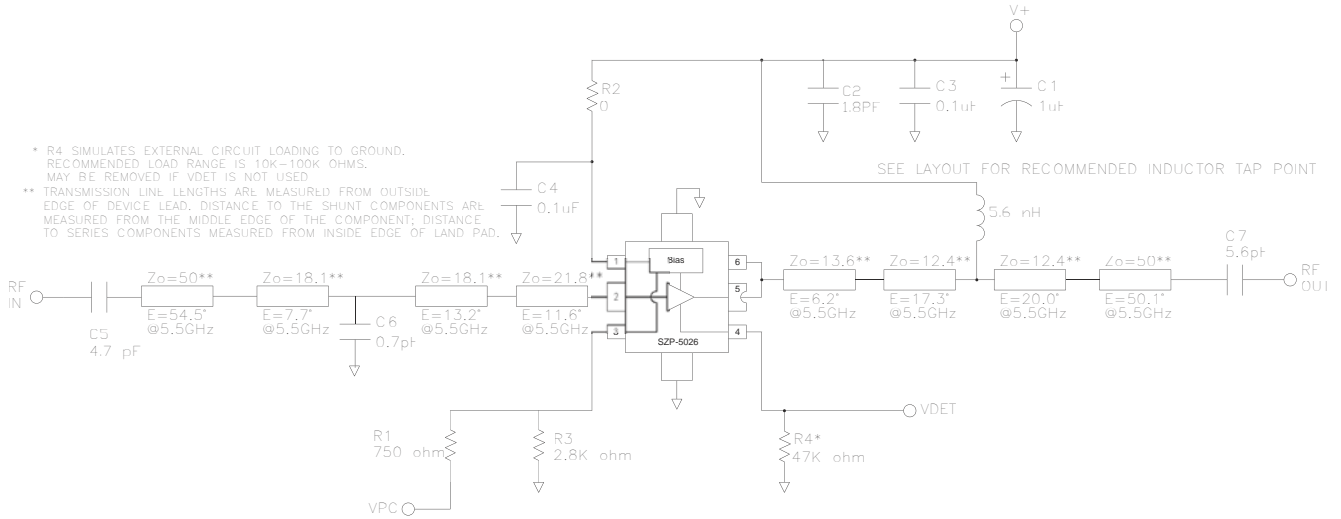 V+
R2
0
C2
1.8PF
C3
0.1uF
+
C1
1uF
* R4 SIMULATES EXTERNAL CIRCUIT LOADING TO GROUND.
RECOMMENDED LOAD RANGE IS 10K-100K OHMS.
MAY BE REMOVED IF VDET IS NOT USED
** TRANSMISSION LINE LENGTHS ARE MEASURED FROM OUTSIDE
EDGE OF DEVICE LEAD. DISTANCE TO THE SHUNT COMPONENTS ARE
MEASURED FROM THE MIDDLE EDGE OF THE COMPONENT; DISTANCE
TO SERIES COMPONENTS MEASURED FROM INSIDE EDGE OF LAND PAD.
SEE LAYOUT FOR RECOMMENDED INDUCTOR TAP POINT
C4
0.1uF
5.6 nH
RF
IN
C5
4.7 pF
Zo=50**
E=54.5°
@5.5GHz
Zo=18.1**
E=7.7°
@5.5GHz
C6
0.7pF
Zo=18.1**
E=13.2°
@5.5GHz
Zo=21.8**
E=11.6°
@5.5GHz
1
2
3
Bias
6
5
4
SZP-5026
Zo=13.6**
E=6.2°
@5.5GHz
Zo=12.4**
E=17.3°
@5.5GHz
Zo=12.4**
E=20.0°
@5.5GHz
Zo=50**
E=50.1°
@5.5GHz
C7
5.6pF
RF
OUT
R1
750 ohm
R3
2.8K ohm
VPC
R4*
47K ohm
VDET